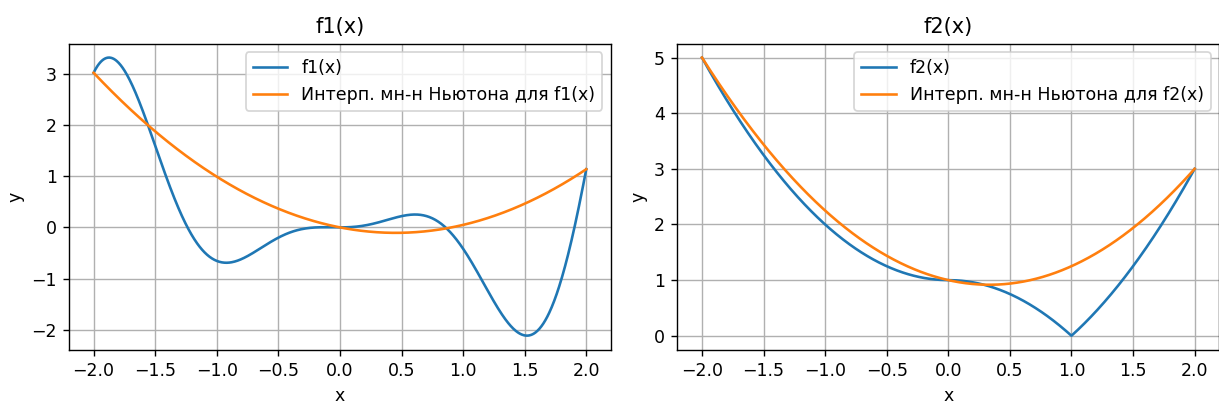 f1(x)
f1(x)
Интерп. мн-н Ньютона для f1(x)
3
2
1
0
−1
−2
y
−2.0 −1.5 −1.0 −0.5 0.0 0.5 1.0 1.5 2.0
x
f2(x)
f2(x)
Интерп. мн-н Ньютона для f2(x)
5
4
3
2
1
0
y
−2.0 −1.5 −1.0 −0.5 0.0 0.5 1.0 1.5 2.0
x